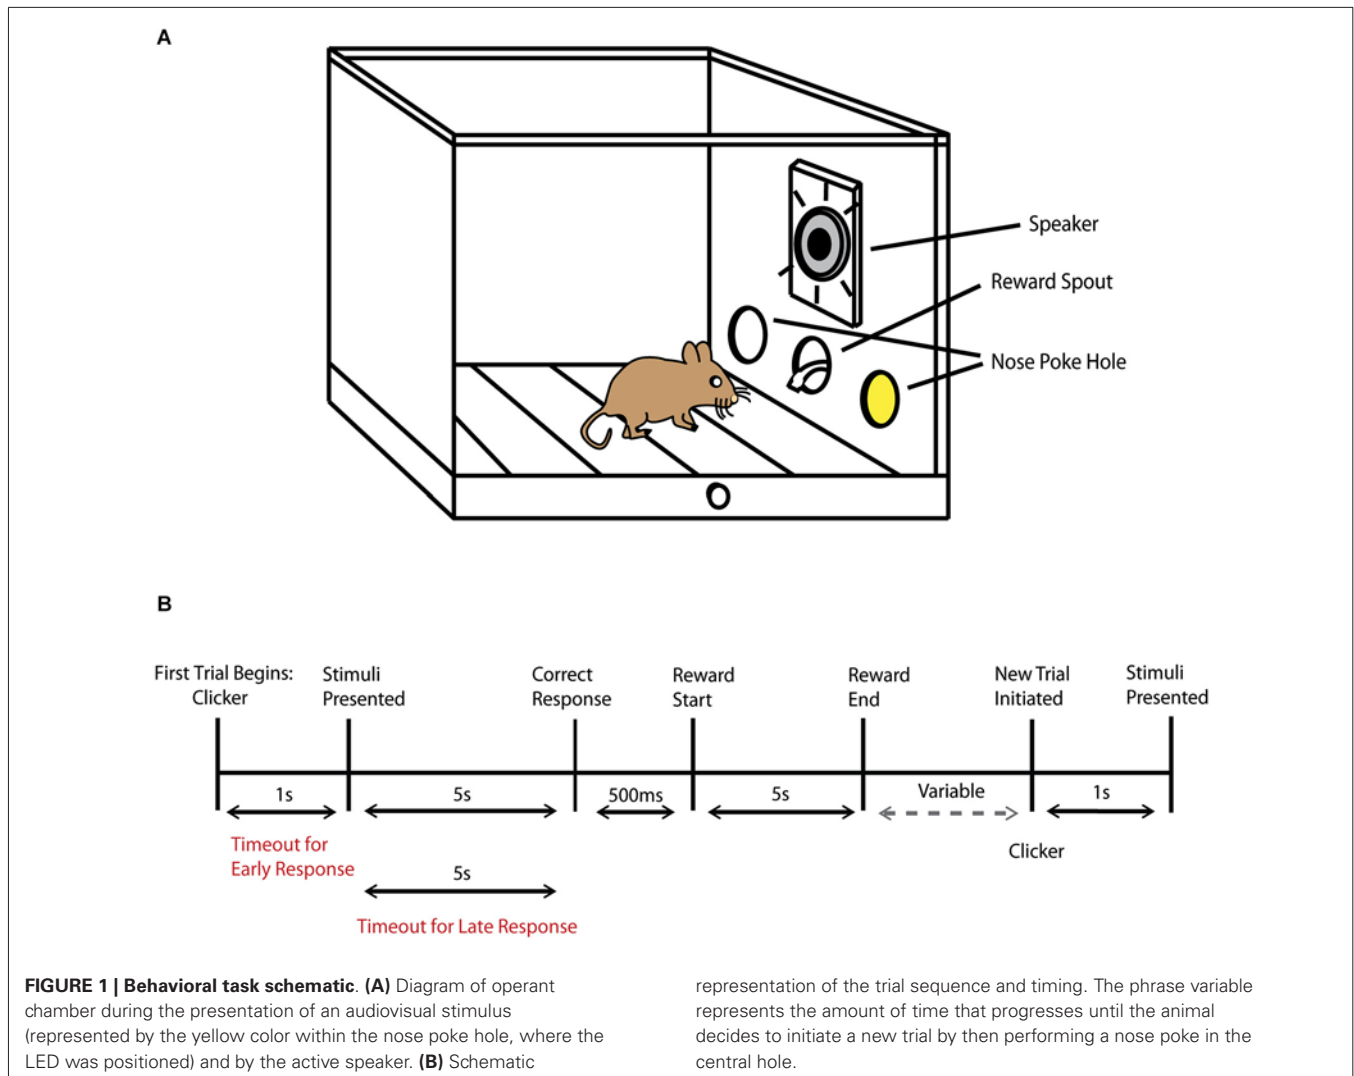 A
Speaker
Reward Spout
Nose Poke Hole
B
First Trial Begins:
Clicker
Stimuli
Presented
Correct
Response
Reward
Start
Reward
End
New Trial
Initiated
Stimuli
Presented
1s
5s
500ms
5s
Variable
1s
Timeout for
Early Response
5s
Clicker
Timeout for Late Response
FIGURE 1 | Behavioral task schematic. (A) Diagram of operant
chamber during the presentation of an audiovisual stimulus
(represented by the yellow color within the nose poke hole, where the
LED was positioned) and by the active speaker. (B) Schematic
representation of the trial sequence and timing. The phrase variable
represents the amount of time that progresses until the animal
decides to initiate a new trial by then performing a nose poke in the
central hole.